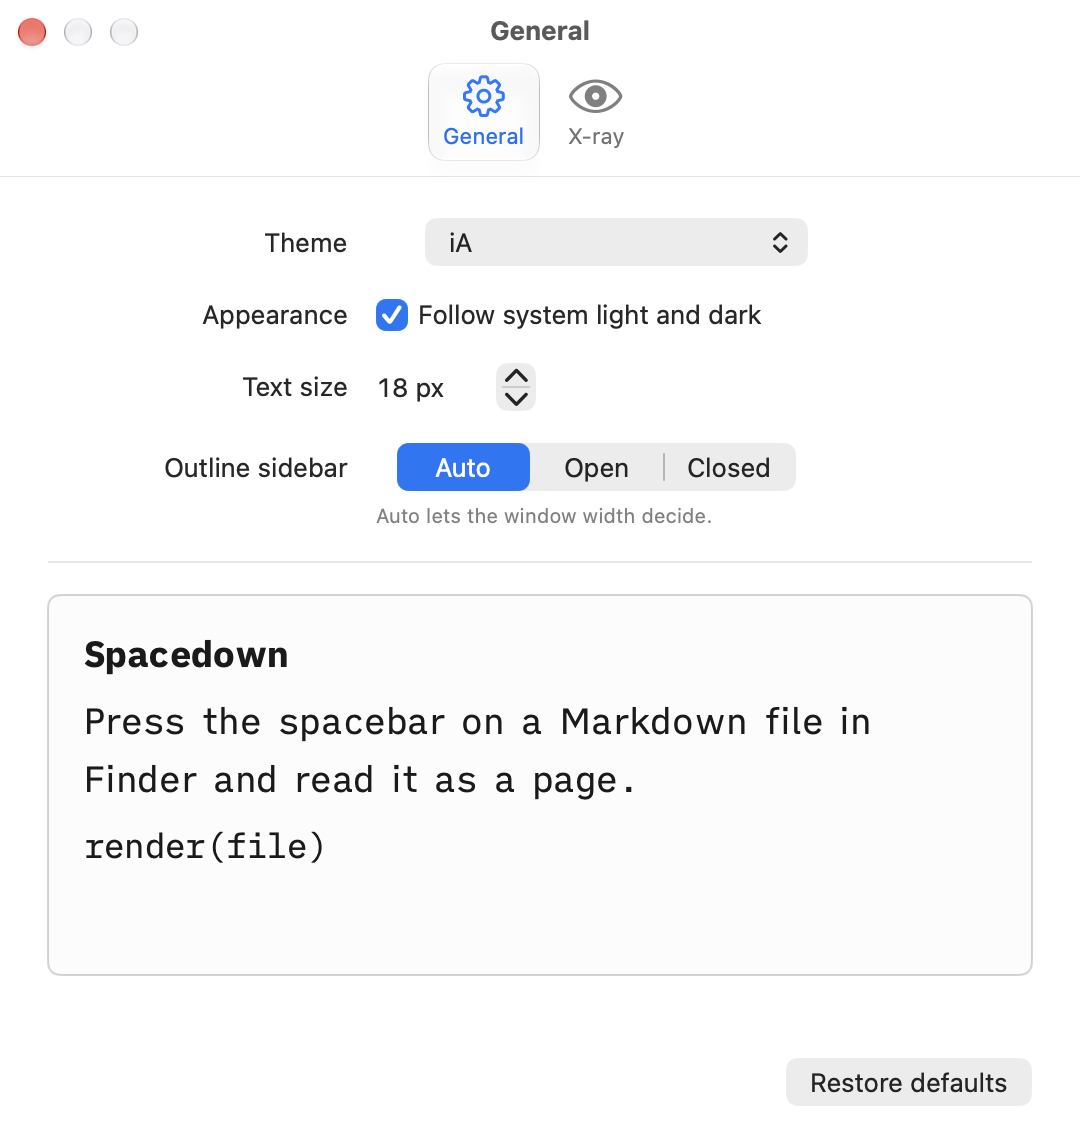 General
General
X-ray
Theme iA
Appearance Follow system light and dark
Text size 18 px
Outline sidebar Auto Open Closed
Auto lets the window width decide.
Spacedown
Press the spacebar on a Markdown file in
Finder and read it as a page.
render(file)
Restore defaults